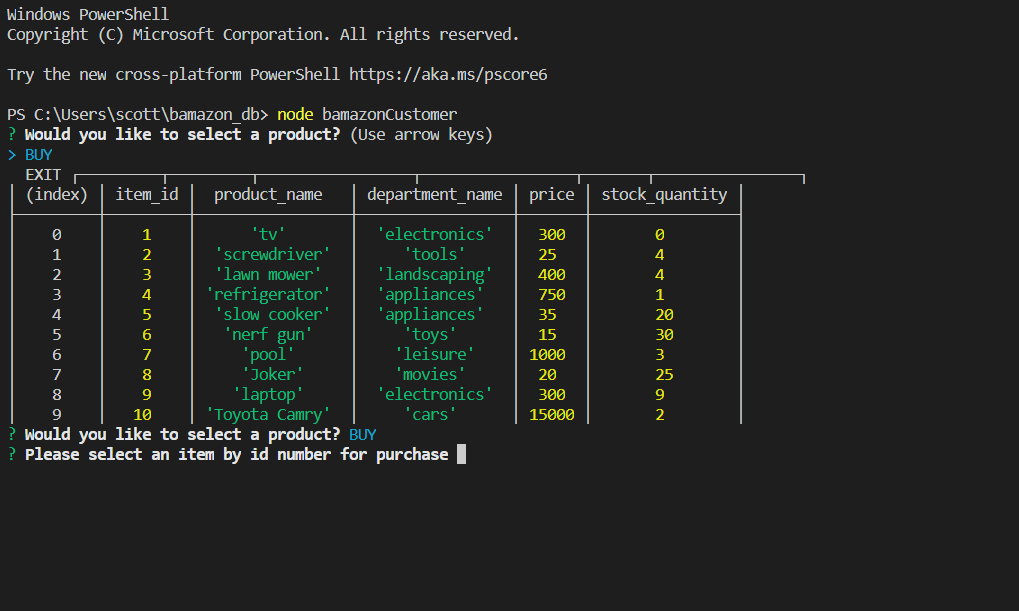 Windows PowerShell
Copyright (C) Microsoft Corporation. All rights reserved.
Try the new cross-platform PowerShell https://aka.ms/pscore6
PS C:\Users\scott\bamazon_db> node bamazonCustomer
? Would you like to select a product? (Use arrow keys)
> BUY
EXIT
(index) item_id product_name department_name price stock_quantity
0 1 'tv' 'electronics' 300 0
1 2 'screwdriver' 'tools' 25 4
2 3 'lawn mower' 'landscaping' 400 4
3 4 'refrigerator' 'appliances' 750 1
4 5 'slow cooker' 'appliances' 35 20
5 6 'nerf gun' 'toys' 15 30
6 7 'pool' 'leisure' 1000 3
7 8 'Joker' 'movies' 20 25
8 9 'laptop' 'electronics' 300 9
9 10 'Toyota Camry' 'cars' 15000 2
? Would you like to select a product? BUY
? Please select an item by id number for purchase